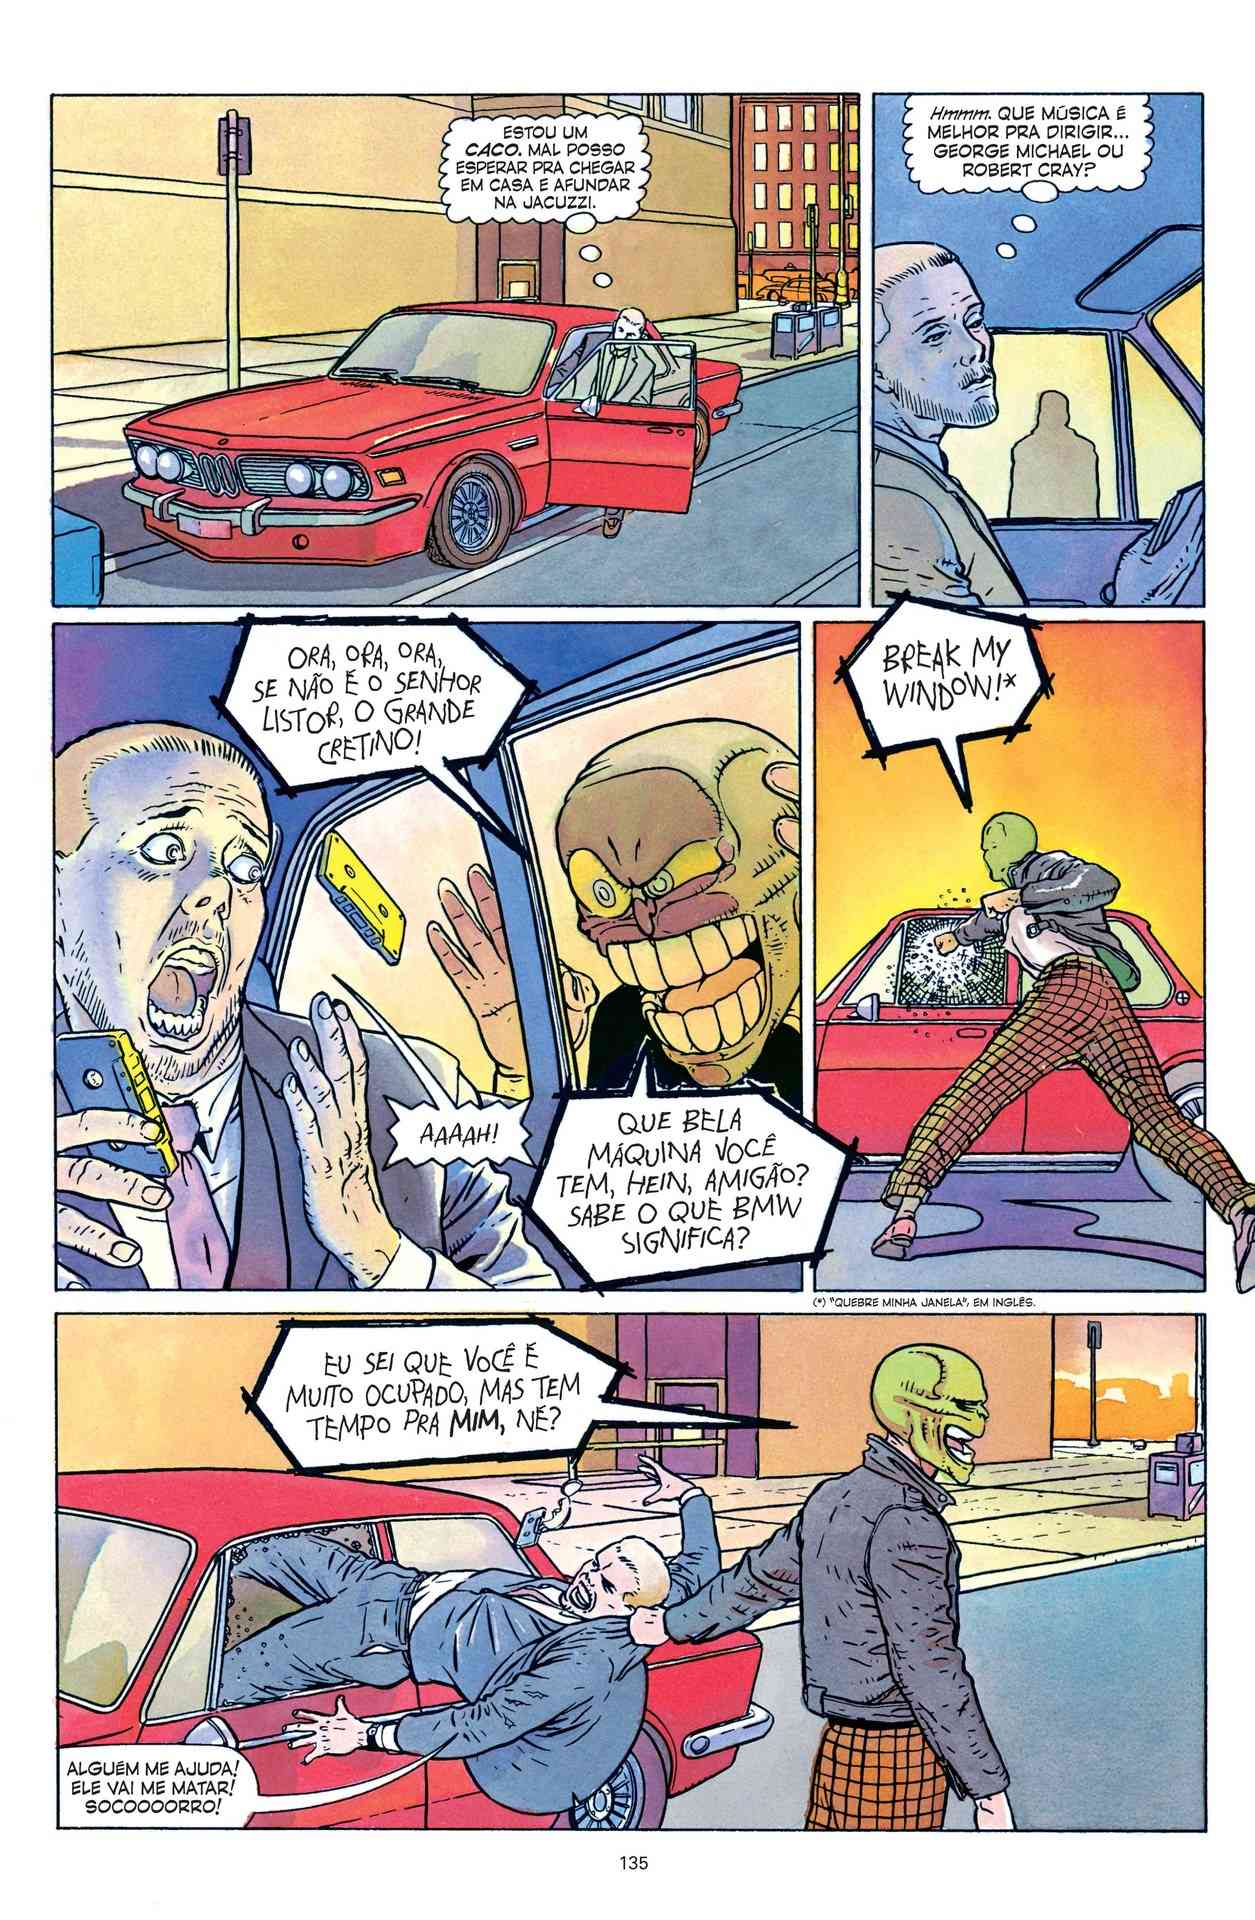 ESTOU UM
CACO. MAL POSSO
ESPERAR PRA CHEGAR
EM CASA E AFUNDAR
NA JACUZZI.
Hmmm. QUE MÚSICA É
MELHOR PRA DIRIGIR...
GEORGE MICHAEL OU
ROBERT CRAY?
ORA, ORA, ORA,
SE NÃO É O SENHOR
LISTOR, O GRANDE
CRETINO!
AAAAH!
QUE BELA
MÁQUINA VOCÊ
TEM, HEIN, AMIGÃO?
SABE O QUE BMW
SIGNIFICA?
BREAK MY
WINDOW!*
(*) "QUEBRE MINHA JANELA", EM INGLÊS.
EU SEI QUE VOCÊ É
MUITO OCUPADO, MAS TEM
TEMPO PRA MIM, NÉ?
ALGUÉM ME AJUDA!
ELE VAI ME MATAR!
SOCOOOORRO!
135